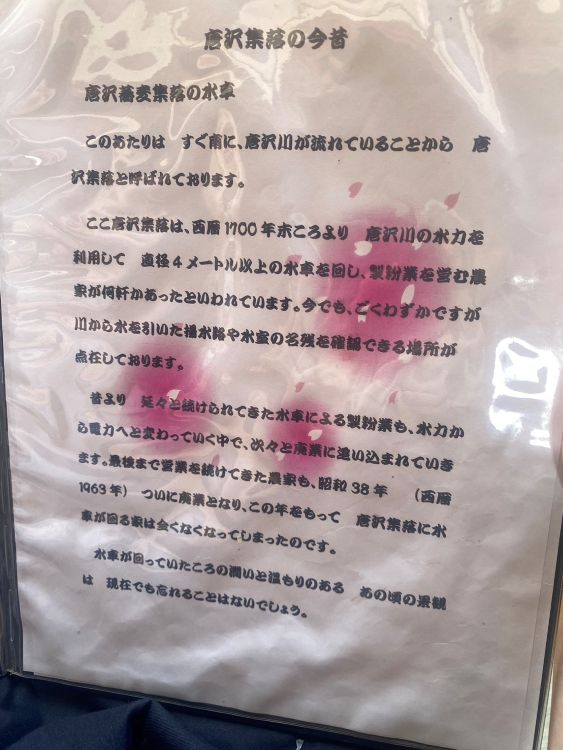 唐沢集落の今昔
唐沢蕎麦集落の水車
このあたりは　すぐ南に、唐沢川が流れていることから　唐
沢集落と呼ばれております。
ここ唐沢集落は、西暦1700年ホころより　唐沢川の水力を
利用して　直径4メートル以上の水車を回し、製粉業を営む農
家が何軒かあったといわれています。今でも、ごくわずかですが
川から水を引いた揚水路や水室の名残を確認できる場所が
点在しております。
昔より　延々と続けられてきた水車による製粉業も、水力か
ら電力へと変わっていく中で、次々と廃業に追い込まれていき
ます。最後まで営業を続けてきた農家も、昭和38年　（西暦
1963年）　ついに廃業となり、この年をもって　唐沢集落に水
車が回る家は全くなくなってしまったのです。
水車が回っていたころの潤いと温もりのある　あの頃の景観
は　現在でも忘れることはないでしょう。